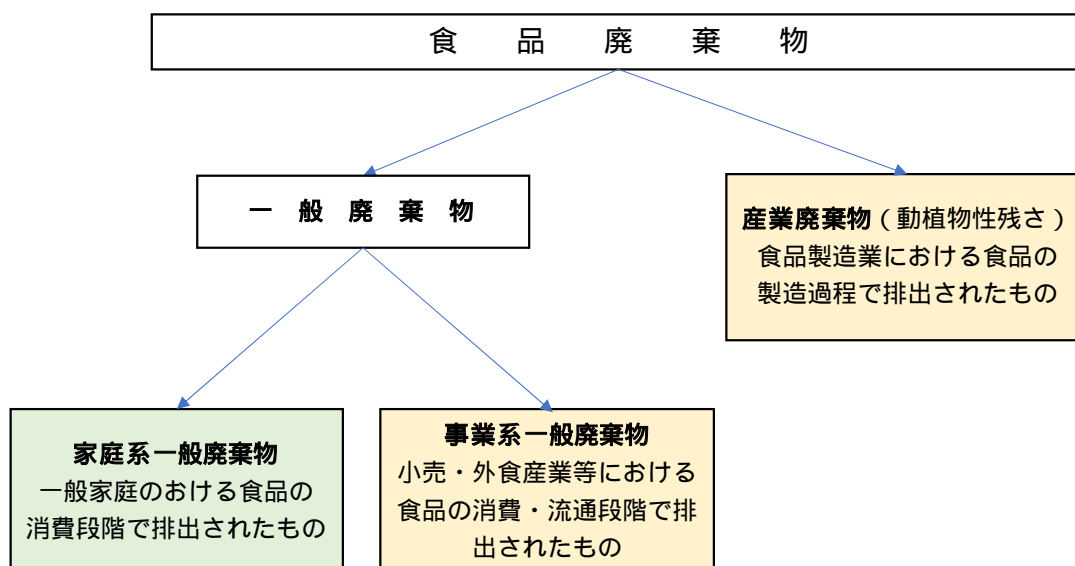 食　品　廃　棄　物
一　般　廃　棄　物
産業廃棄物（動植物性残さ）
食品製造業における食品の
製造過程で排出されたもの
家庭系一般廃棄物
一般家庭のおける食品の
消費段階で排出されたもの
事業系一般廃棄物
小売・外食産業等における
食品の消費・流通段階で排
出されたもの